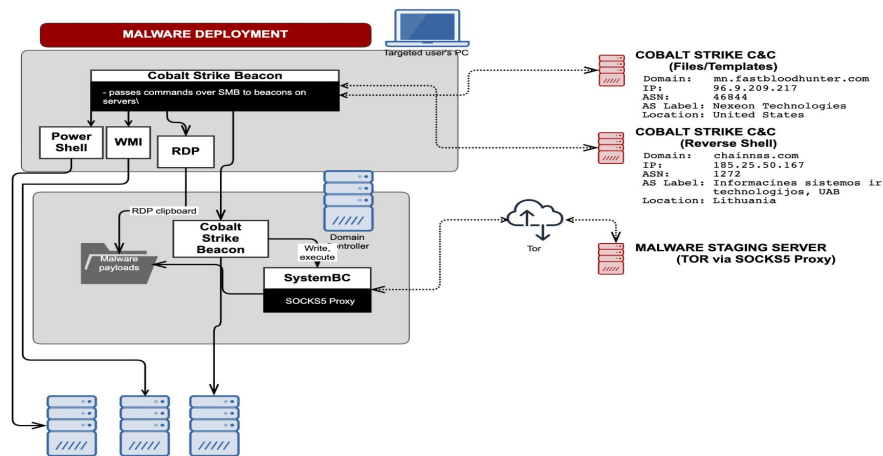 MALWARE DEPLOYMENT
Targeted user's PC
Cobalt Strike Beacon
- passes commands over SMB to beacons on
servers\
Power
Shell
WMI
RDP
RDP clipboard
Malware
payloads
Cobalt
Strike
Beacon
Write,
execute
Domain
ontroller
SystemBC
SOCKS5 Proxy
Tor
COBALT STRIKE C&C
(Files/Templates)
Domain: mn.fastbloodhunter.com
IP: 96.9.209.217
ASN: 46844
AS Label: Nexeon Technologies
Location: United States
COBALT STRIKE C&C
(Reverse Shell)
Domain: chainnss.com
IP: 185.25.50.167
ASN: 1272
AS Label: Informacines sistemos ir
technologijos, UAB
Location: Lithuania
MALWARE STAGING SERVER
(TOR via SOCKS5 Proxy)